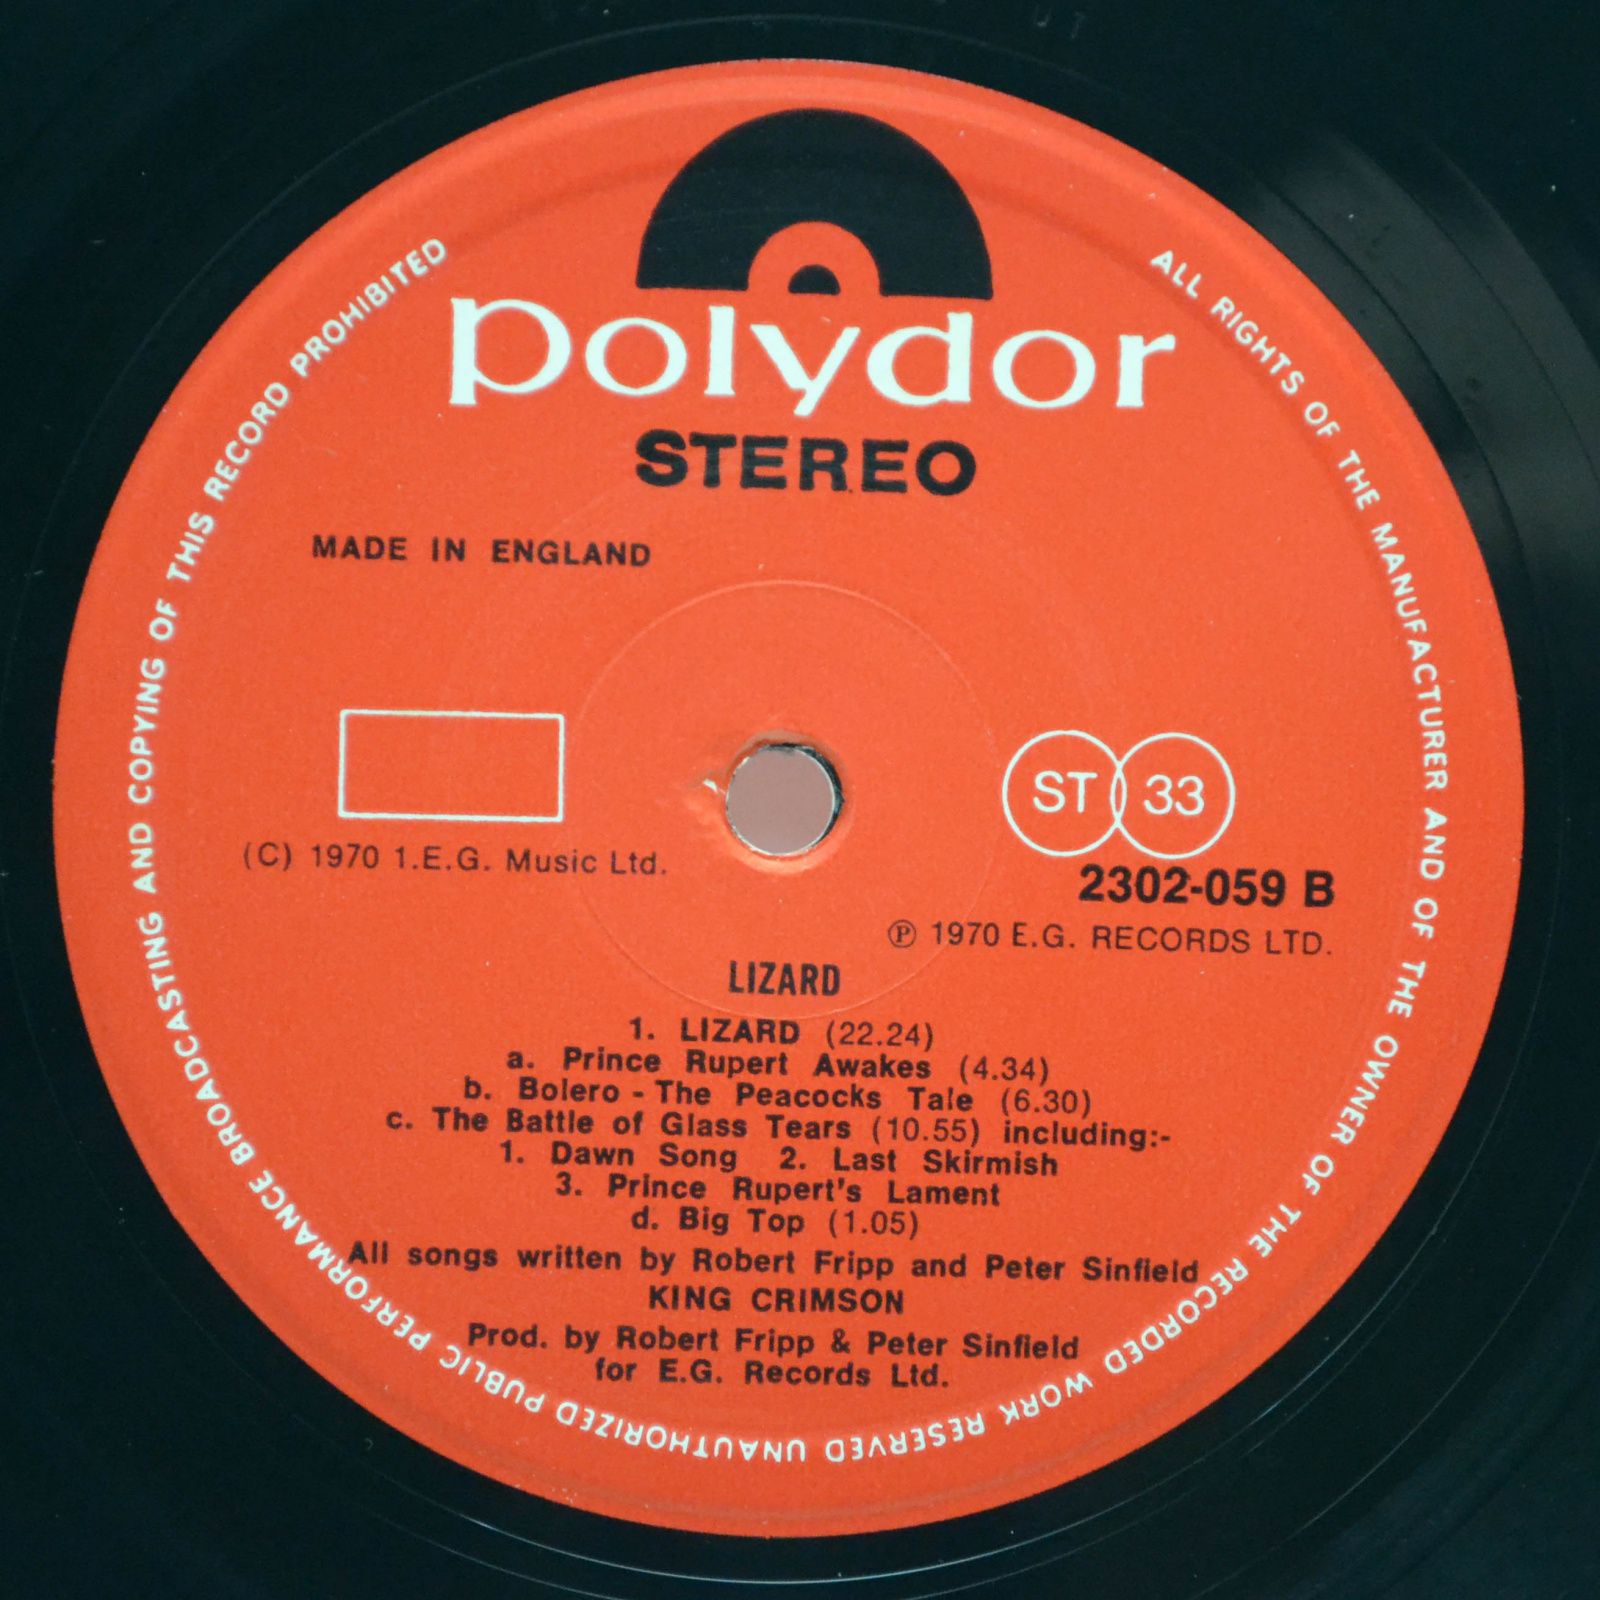 polydor
STEREO
MADE IN ENGLAND
ST 33
(C) 1970 1.E.G. Music Ltd.
2302-059 B
Ⓟ 1970 E.G. RECORDS LTD.
LIZARD
1. LIZARD (22.24)
a. Prince Rupert Awakes (4.34)
b. Bolero - The Peacocks Tale (6.30)
c. The Battle of Glass Tears (10.55) including:-
1. Dawn Song 2. Last Skirmish
3. Prince Rupert's Lament
d. Big Top (1.05)
All songs written by Robert Fripp and Peter Sinfield
KING CRIMSON
Prod. by Robert Fripp & Peter Sinfield
for E.G. Records Ltd.
ALL RIGHTS OF THE MANUFACTURER AND OF THE OWNER OF THE RECORDED WORK RESERVED UNAUTHORIZED PUBLIC PERFORMANCE BROADCASTING AND COPYING OF THIS RECORD PROHIBITED